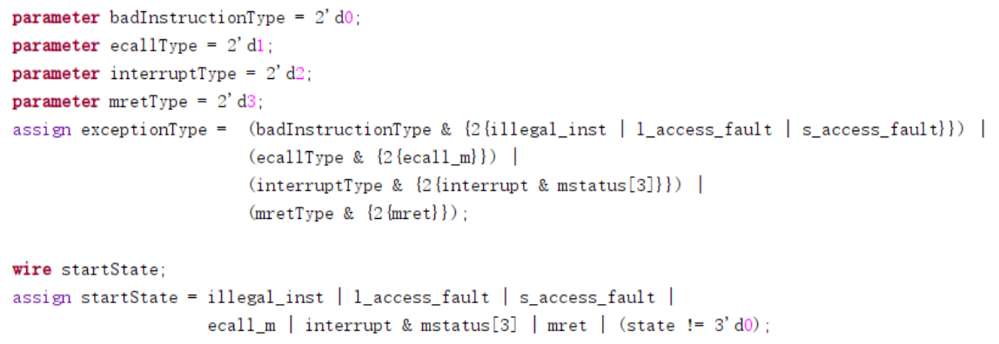 parameter badInstructionType = 2'd0;
parameter ecallType = 2'd1;
parameter interruptType = 2'd2;
parameter mretType = 2'd3;
assign exceptionType = (badInstructionType & {2{illegal_inst | l_access_fault | s_access_fault}}) |
(ecallType & {2{ecall_m}}) |
(interruptType & {2{interrupt & mstatus[3]}}) |
(mretType & {2{mret}});
wire startState;
assign startState = illegal_inst | l_access_fault | s_access_fault |
ecall_m | interrupt & mstatus[3] | mret | (state != 3'd0);